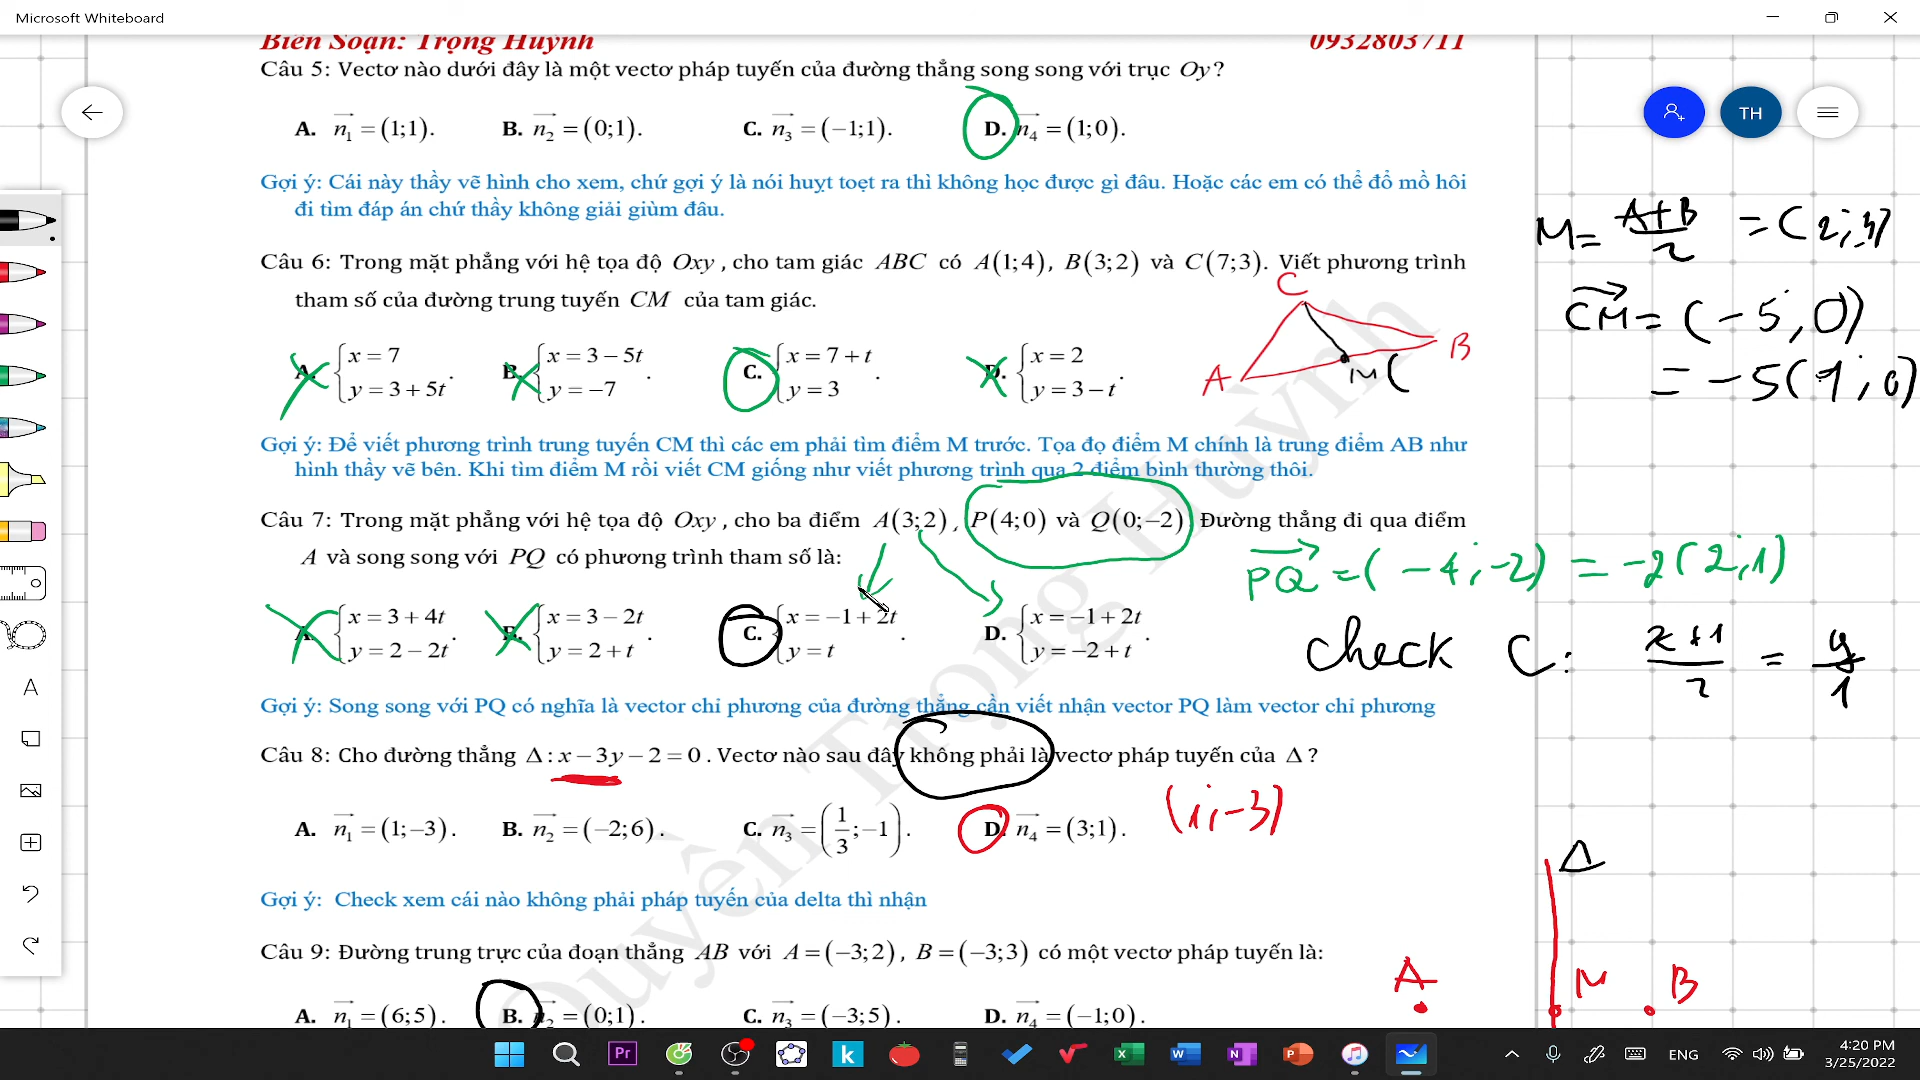 Microsoft Whiteboard
Biên Soạn: Trọng Huỳnh 0932803711
Câu 5: Vectơ nào dưới đây là một vectơ pháp tuyến của đường thẳng song song với trục Oy?
A. n₁ = (1;1). B. n₂ = (0;1). C. n₃ = (−1;1). D. n₄ = (1;0).
TH
Gợi ý: Cái này thầy vẽ hình cho xem, chứ gợi ý là nói huỵt toẹt ra thì không học được gì đâu. Hoặc các em có thể đổ mồ hôi
đi tìm đáp án chứ thầy không giải giùm đâu.
M = A+B / 2 = (2;3)
Câu 6: Trong mặt phẳng với hệ tọa độ Oxy, cho tam giác ABC có A(1;4), B(3;2) và C(7;3). Viết phương trình
tham số của đường trung tuyến CM của tam giác.
C
CM = (−5,0)
A. { x = 7 y = 3 + 5t . B. { x = 3 − 5t y = −7 . C. { x = 7 + t y = 3 . D. { x = 2 y = 3 − t .
A M( B
= −5(1;0)
Gợi ý: Để viết phương trình trung tuyến CM thì các em phải tìm điểm M trước. Tọa đọ điểm M chính là trung điểm AB như
hình thầy vẽ bên. Khi tìm điểm M rồi viết CM giống như viết phương trình qua 2 điểm bình thường thôi.
Câu 7: Trong mặt phẳng với hệ tọa độ Oxy, cho ba điểm A(3;2), P(4;0) và Q(0;−2). Đường thẳng đi qua điểm
A và song song với PQ có phương trình tham số là:
PQ = (−4;−2) = −2(2;1)
A. { x = 3 + 4t y = 2 − 2t . B. { x = 3 − 2t y = 2 + t . C. { x = −1 + 2t y = t . D. { x = −1 + 2t y = −2 + t .
check C: x+1 / 2 = y / 1
Gợi ý: Song song với PQ có nghĩa là vector chỉ phương của đường thẳng cần viết nhận vector PQ làm vector chỉ phương
Câu 8: Cho đường thẳng Δ: x − 3y − 2 = 0. Vectơ nào sau đây không phải là vectơ pháp tuyến của Δ?
A. n₁ = (1;−3). B. n₂ = (−2;6). C. n₃ = (1/3;−1). D. n₄ = (3;1).
(1;−3)
Δ
Gợi ý: Check xem cái nào không phải pháp tuyến của delta thì nhận
Câu 9: Đường trung trực của đoạn thẳng AB với A = (−3;2), B = (−3;3) có một vectơ pháp tuyến là:
A M B
A. n₁ = (6;5). B. n₂ = (0;1). C. n₃ = (−3;5). D. n₄ = (−1;0).
Quyền Trọng Huỳnh
A
Pr k ENG 4:20 PM
3/25/2022